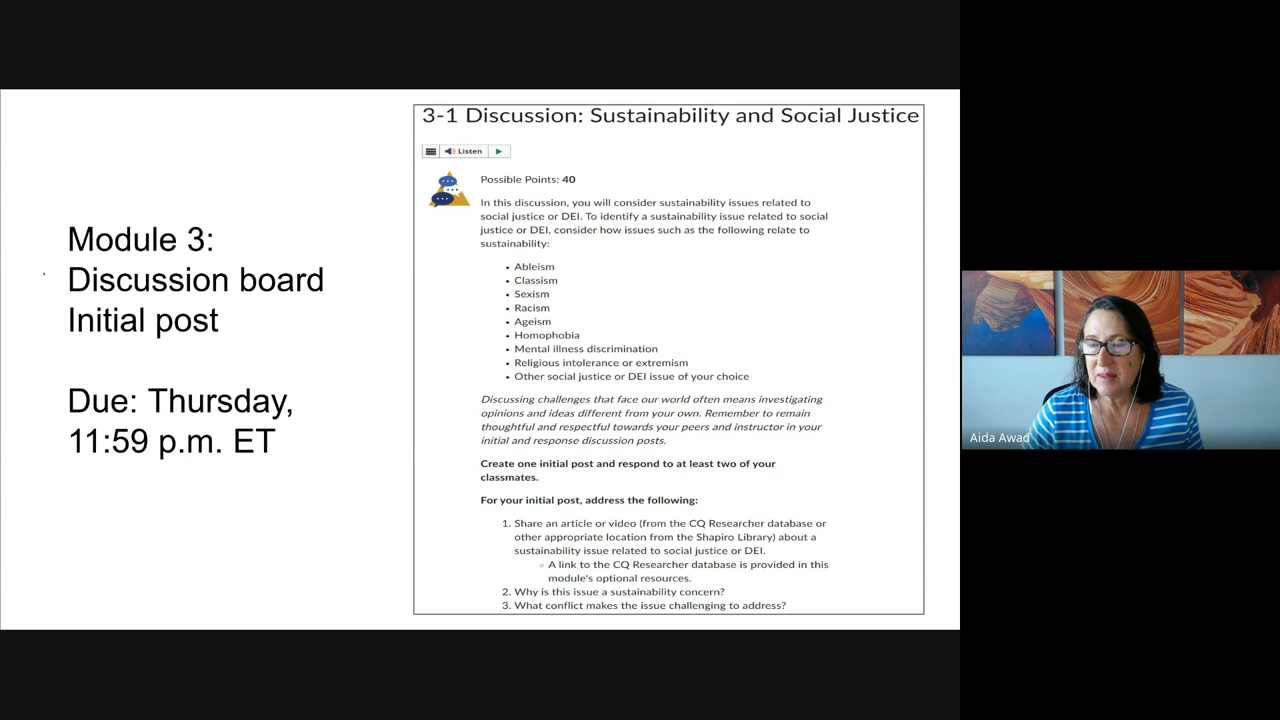 Module 3:
Discussion board
Initial post
Due: Thursday,
11:59 p.m. ET
3-1 Discussion: Sustainability and Social Justice
Listen
Possible Points: 40
In this discussion, you will consider sustainability issues related to
social justice or DEI. To identify a sustainability issue related to social
justice or DEI, consider how issues such as the following relate to
sustainability:
• Ableism
• Classism
• Sexism
• Racism
• Ageism
• Homophobia
• Mental illness discrimination
• Religious intolerance or extremism
• Other social justice or DEI issue of your choice
Discussing challenges that face our world often means investigating
opinions and ideas different from your own. Remember to remain
thoughtful and respectful towards your peers and instructor in your
initial and response discussion posts.
Create one initial post and respond to at least two of your
classmates.
For your initial post, address the following:
1. Share an article or video (from the CQ Researcher database or
other appropriate location from the Shapiro Library) about a
sustainability issue related to social justice or DEI.
◦ A link to the CQ Researcher database is provided in this
module's optional resources.
2. Why is this issue a sustainability concern?
3. What conflict makes the issue challenging to address?
Aida Awad